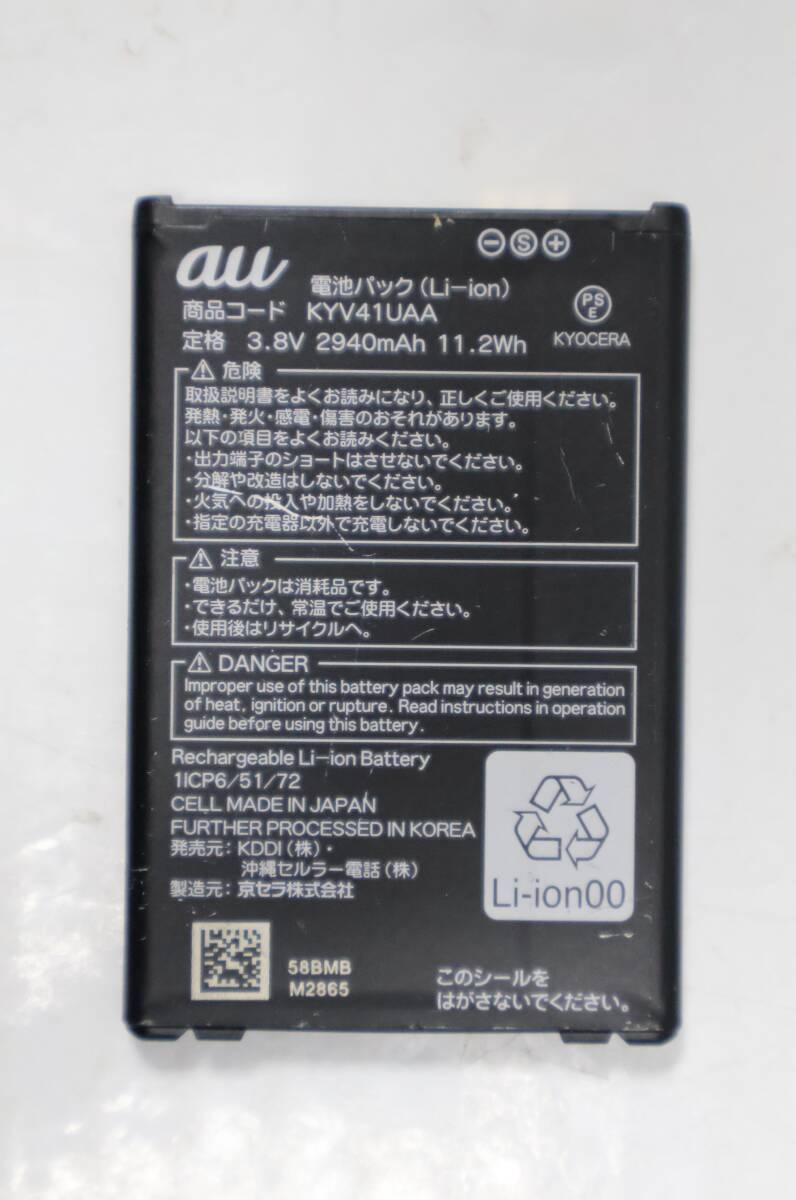 au
電池パック(Li-ion)
商品コード KYV41UAA
定格 3.8V 2940mAh 11.2Wh
S
PS
E
KYOCERA
危険
取扱説明書をよくお読みになり、正しくご使用ください。
発熱・発火・感電・傷害のおそれがあります。
以下の項目をよくお読みください。
・出力端子のショートはさせないでください。
・分解や改造はしないでください。
・火気への投入や加熱をしないでください。
・指定の充電器以外で充電しないでください。
注意
・電池パックは消耗品です。
・できるだけ、常温でご使用ください。
・使用後はリサイクルへ。
DANGER
Improper use of this battery pack may result in generation
of heat, ignition or rupture. Read instructions in operation
guide before using this battery.
Rechargeable Li-ion Battery
1ICP6/51/72
CELL MADE IN JAPAN
FURTHER PROCESSED IN KOREA
発売元: KDDI(株)・
沖縄セルラー電話(株)
製造元: 京セラ株式会社
Li-ion00
58BMB
M2865
このシールを
はがさないでください。